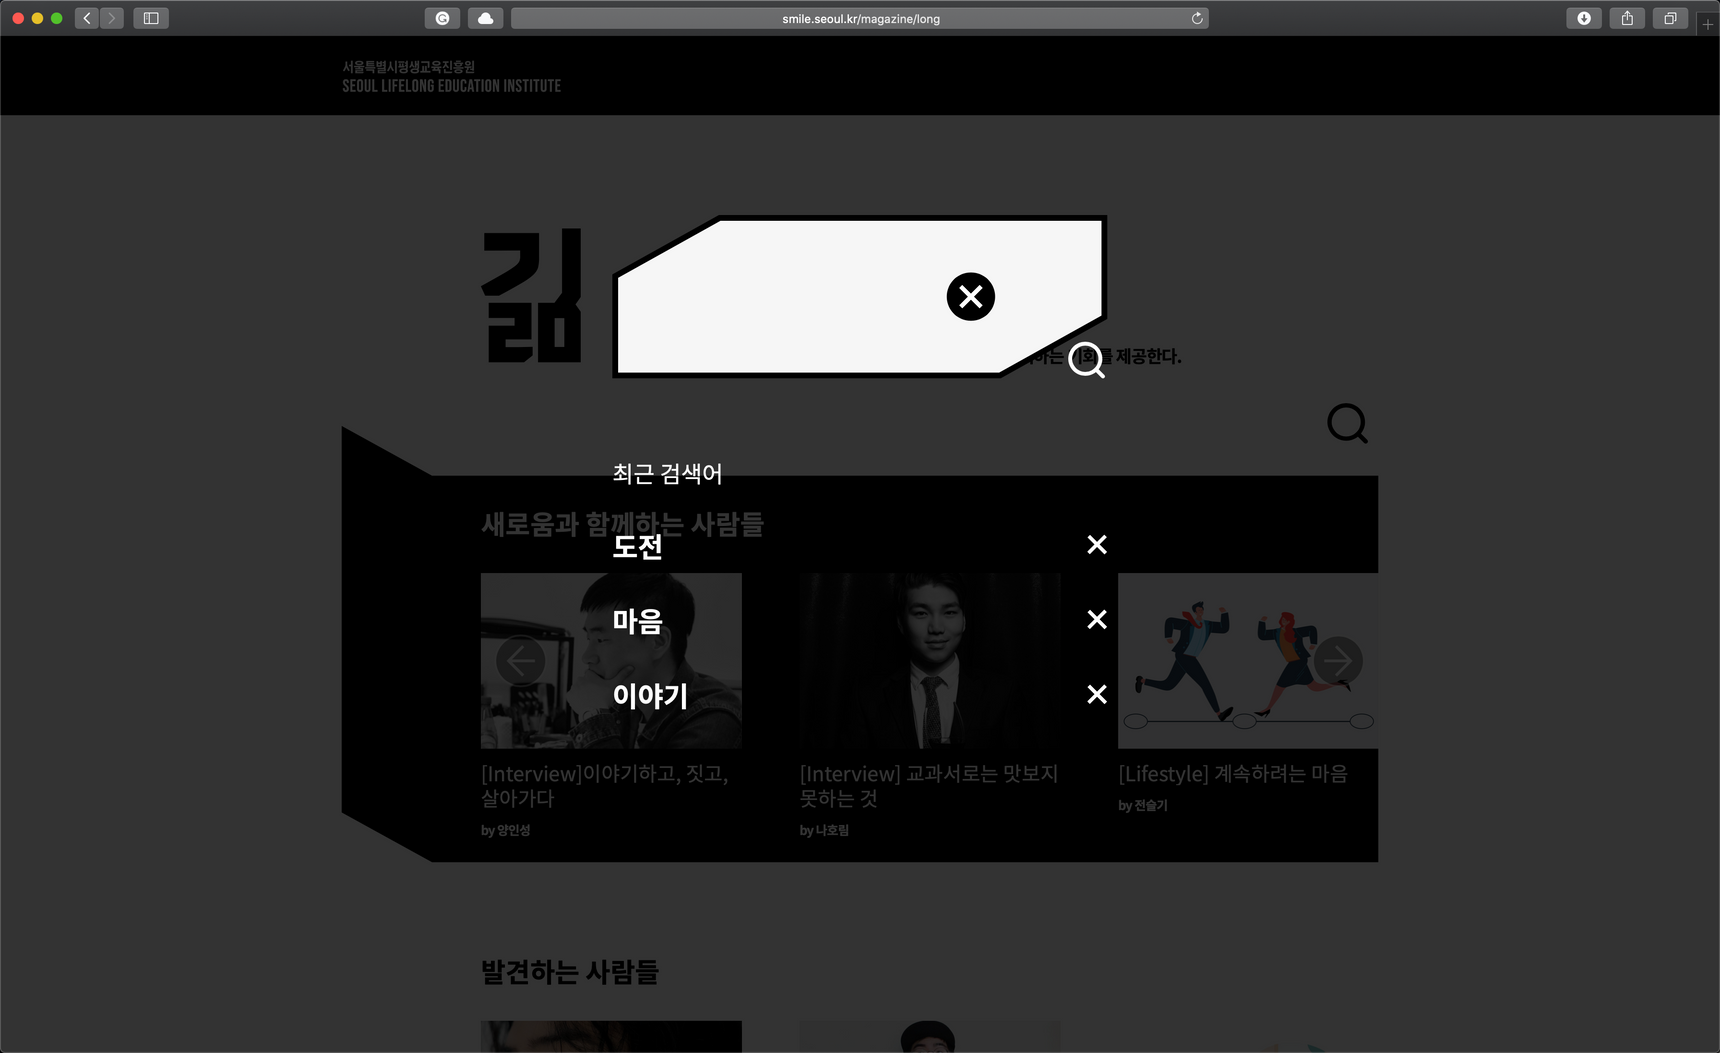 smile.seoul.kr/magazine/long
서울특별시평생교육진흥원
SEOUL LIFELONG EDUCATION INSTITUTE
긺
기회를 제공한다.
최근 검색어
새로움과 함께하는 사람들
도전
마음
이야기
[Interview]이야기하고, 짓고,
살아가다
by 양인성
[Interview] 교과서로는 맛보지
못하는 것
by 나호림
[Lifestyle] 계속하려는 마음
by 전슬기
발견하는 사람들